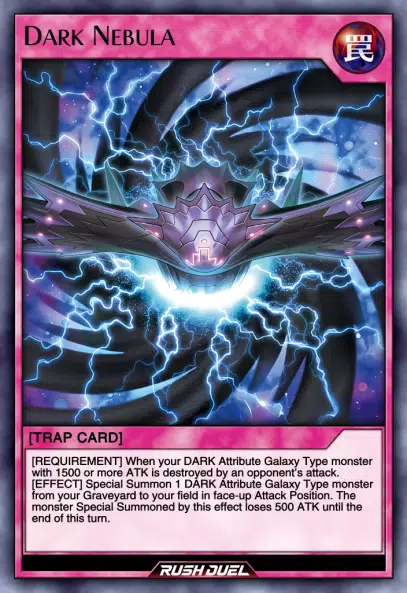 DARK NEBULA
罠
[TRAP CARD]
[REQUIREMENT] When your DARK Attribute Galaxy Type monster
with 1500 or more ATK is destroyed by an opponent's attack.
[EFFECT] Special Summon 1 DARK Attribute Galaxy Type monster
from your Graveyard to your field in face-up Attack Position. The
monster Special Summoned by this effect loses 500 ATK until the
end of this turn.
RUSH DUEL